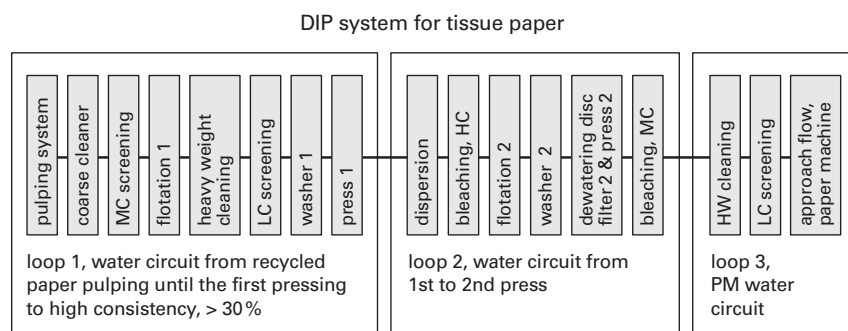 DIP system for tissue paper
pulping system
coarse cleaner
MC screening
flotation 1
heavy weight
cleaning
LC screening
washer 1
press 1
loop 1, water circuit from recycled
paper pulping until the first pressing
to high consistency, > 30 %
dispersion
bleaching, HC
flotation 2
washer 2
dewatering disc
filter 2 & press 2
bleaching, MC
loop 2, water circuit from
1st to 2nd press
HW cleaning
LC screening
approach flow,
paper machine
loop 3,
PM water
circuit